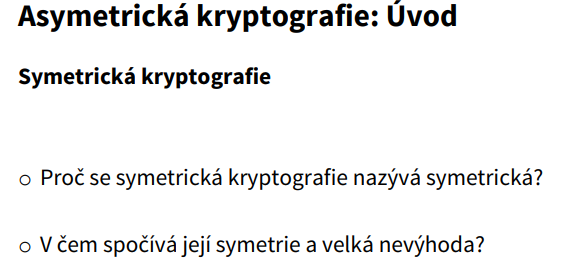 Asymetrická kryptografie: Úvod
Symetrická kryptografie
○ Proč se symetrická kryptografie nazývá symetrická?
○ V čem spočívá její symetrie a velká nevýhoda?